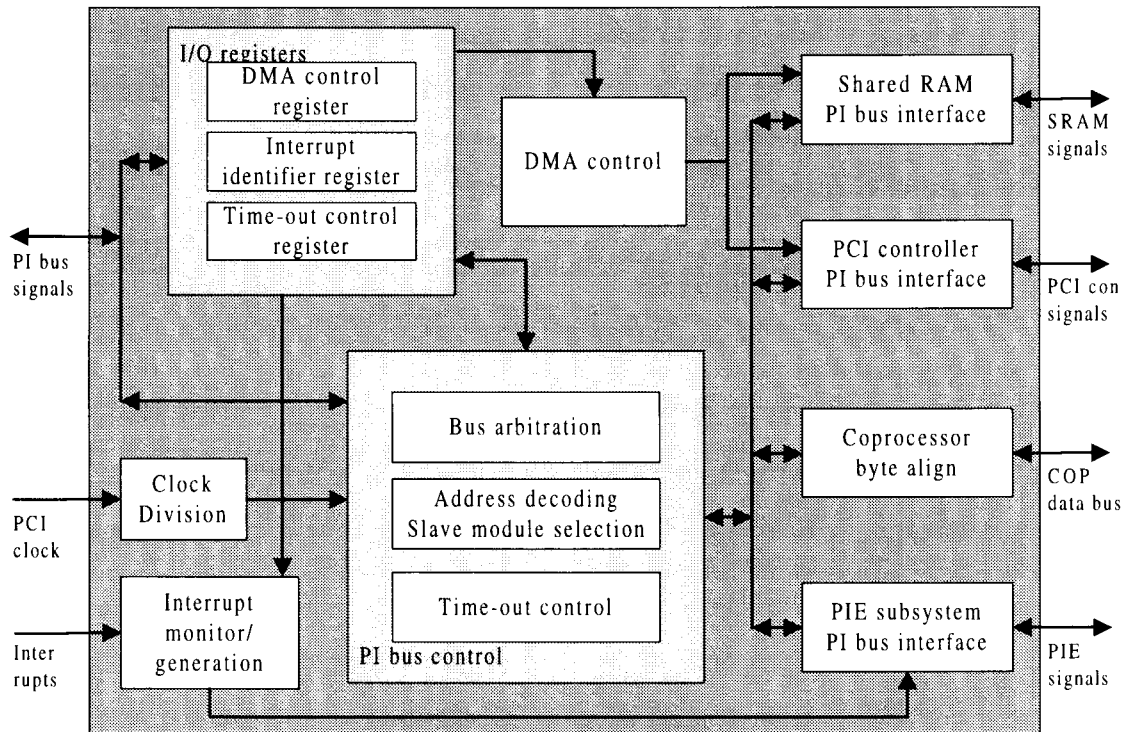 I/O registers
DMA control
register
Interrupt
identifier register
Time-out control
register
DMA control
Shared RAM
PI bus interface
SRAM
signals
PI bus
signals
PCI controller
PI bus interface
PCI con
signals
Bus arbitration
Address decoding
Slave module selection
Time-out control
PI bus control
Coprocessor
byte align
COP
data bus
Clock
Division
PCI
clock
Interrupt
monitor/
generation
Inter
rupts
PIE subsystem
PI bus interface
PIE
signals